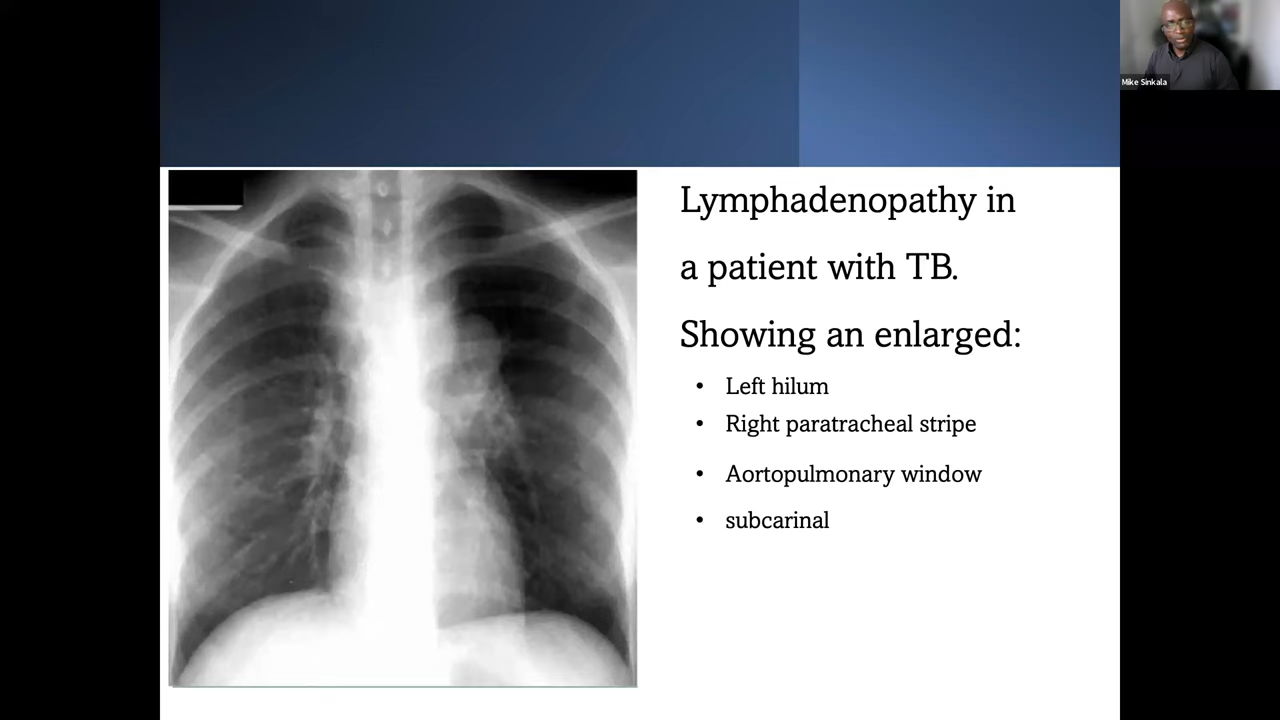 Mike Sinkala
Lymphadenopathy in
a patient with TB.
Showing an enlarged:
• Left hilum
• Right paratracheal stripe
• Aortopulmonary window
• subcarinal